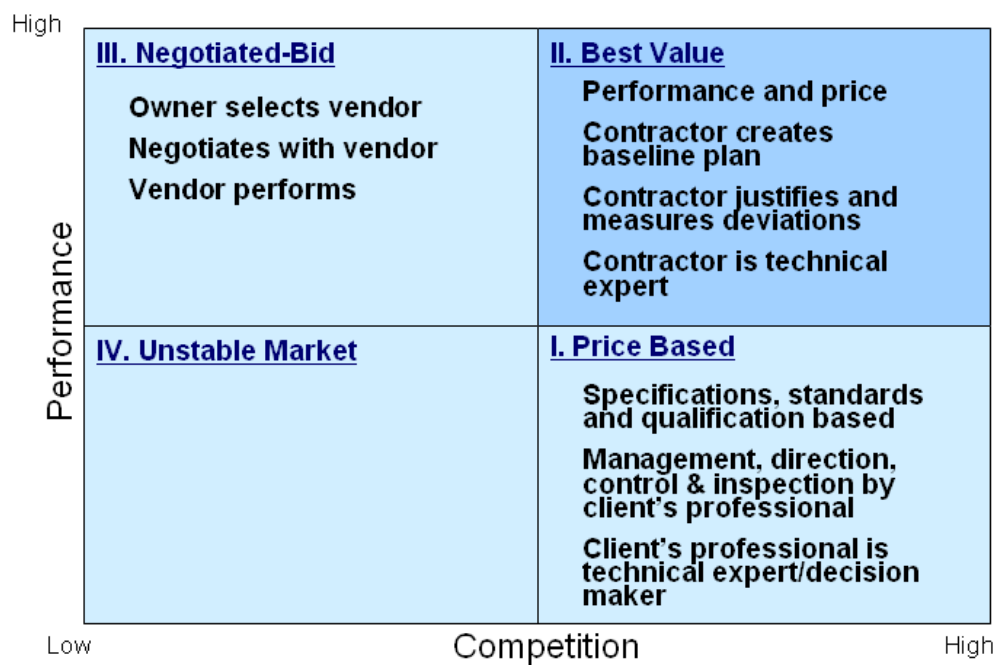 High
III. Negotiated-Bid
Owner selects vendor
Negotiates with vendor
Vendor performs
II. Best Value
Performance and price
Contractor creates
baseline plan
Contractor justifies and
measures deviations
Contractor is technical
expert
Performance
IV. Unstable Market
I. Price Based
Specifications, standards
and qualification based
Management, direction,
control & inspection by
client’s professional
Client’s professional is
technical expert/decision
maker
Low
Competition
High